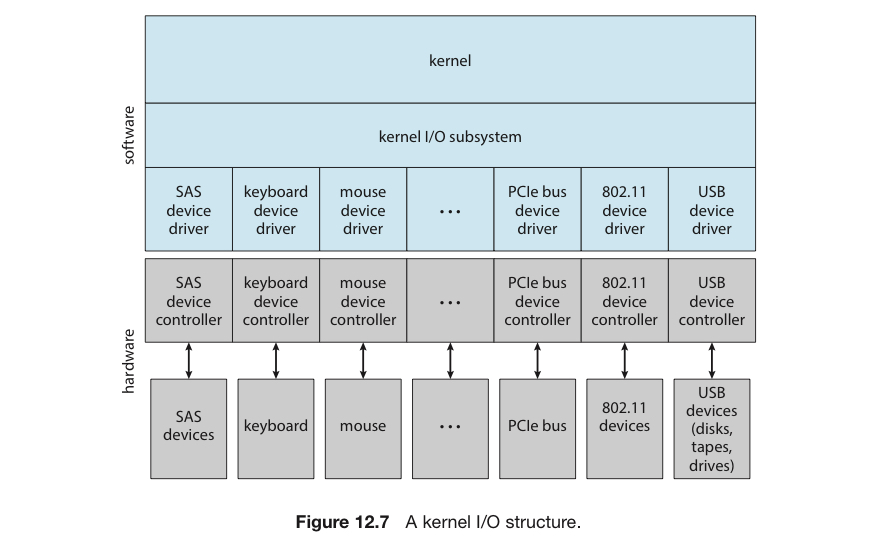 kernel
software
kernel I/O subsystem
SAS
device
driver
keyboard
device
driver
mouse
device
driver
...
PCIe bus
device
driver
802.11
device
driver
USB
device
driver
hardware
SAS
device
controller
keyboard
device
controller
mouse
device
controller
...
PCIe bus
device
controller
802.11
device
controller
USB
device
controller
SAS
devices
keyboard
mouse
...
PCIe bus
802.11
devices
USB
devices
(disks,
tapes,
drives)
Figure 12.7 A kernel I/O structure.